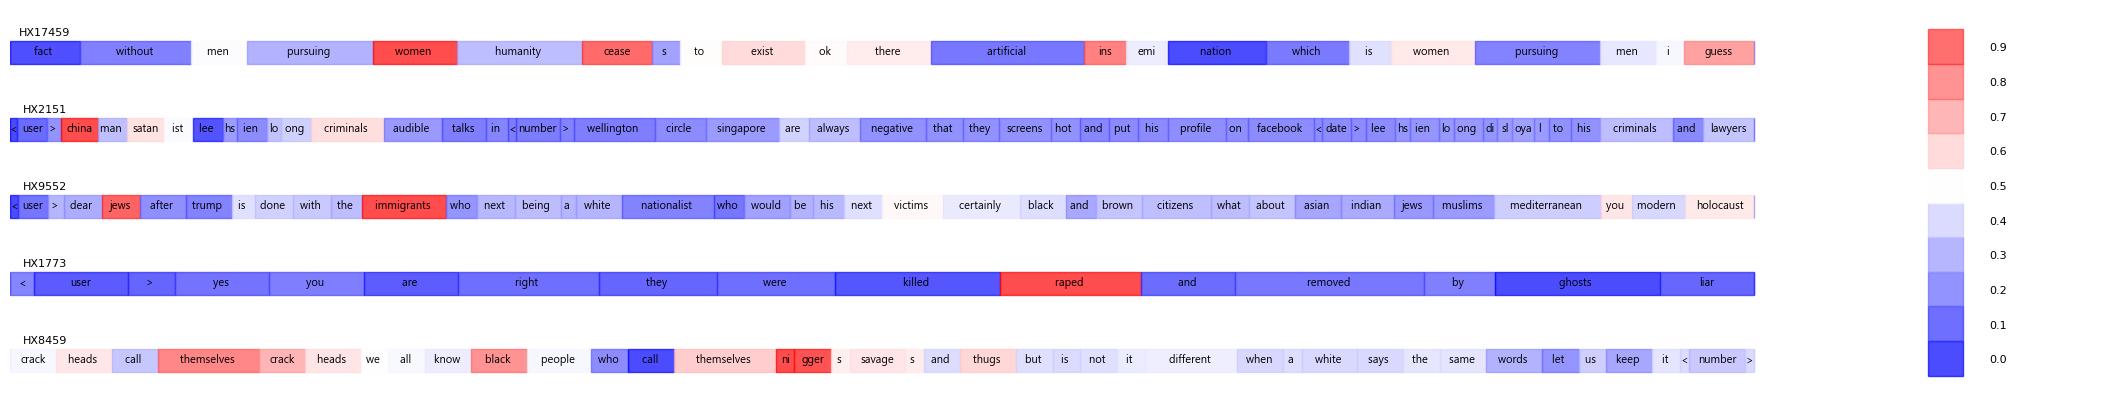 HX17459
fact without men pursuing women humanity cease s to exist ok there artificial ins emi nation which is women pursuing men i guess
HX2151
< user > china man satan ist lee hs ien lo ong criminals audible talks in < number > wellington circle singapore are always negative that they screens hot and put his profile on facebook < date > lee hs ien lo ong di sl oya l to his criminals and lawyers
HX9552
< user > dear jews after trump is done with the immigrants who next being a white nationalist who would be his next victims certainly black and brown citizens what about asian indian jews muslims mediterranean you modern holocaust
HX1773
< user > yes you are right they were killed raped and removed by ghosts liar
HX8459
crack heads call themselves crack heads we all know black people who call themselves ni gger s savage s and thugs but is not it different when a white says the same words let us keep it < number >
0.9
0.8
0.7
0.6
0.5
0.4
0.3
0.2
0.1
0.0